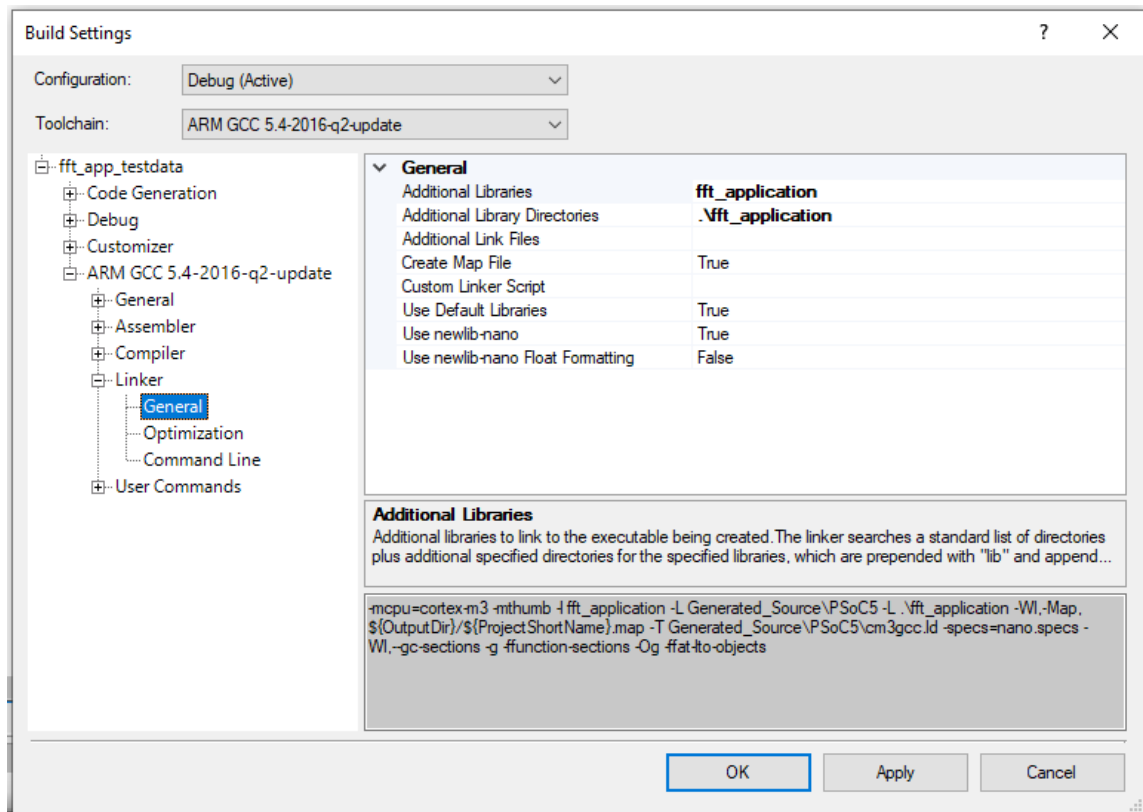 Build Settings
?
Configuration:
Debug (Active)
Toolchain:
ARM GCC 5.4-2016-q2-update
fft_app_testdata
Code Generation
Debug
Customizer
ARM GCC 5.4-2016-q2-update
General
Assembler
Compiler
Linker
General
Optimization
Command Line
User Commands
General
Additional Libraries fft_application
Additional Library Directories .\fft_application
Additional Link Files
Create Map File True
Custom Linker Script
Use Default Libraries True
Use newlib-nano True
Use newlib-nano Float Formatting False
Additional Libraries
Additional libraries to link to the executable being created.The linker searches a standard list of directories
plus additional specified directories for the specified libraries, which are prepended with "lib" and append...
-mcpu=cortex-m3 -mthumb -l fft_application -L Generated_Source\PSoC5 -L .\fft_application -Wl,-Map,
${OutputDir}/${ProjectShortName}.map -T Generated_Source\PSoC5\cm3gcc.ld -specs=nano.specs -
Wl,--gc-sections -g -ffunction-sections -Og -ffat-lto-objects
OK
Apply
Cancel